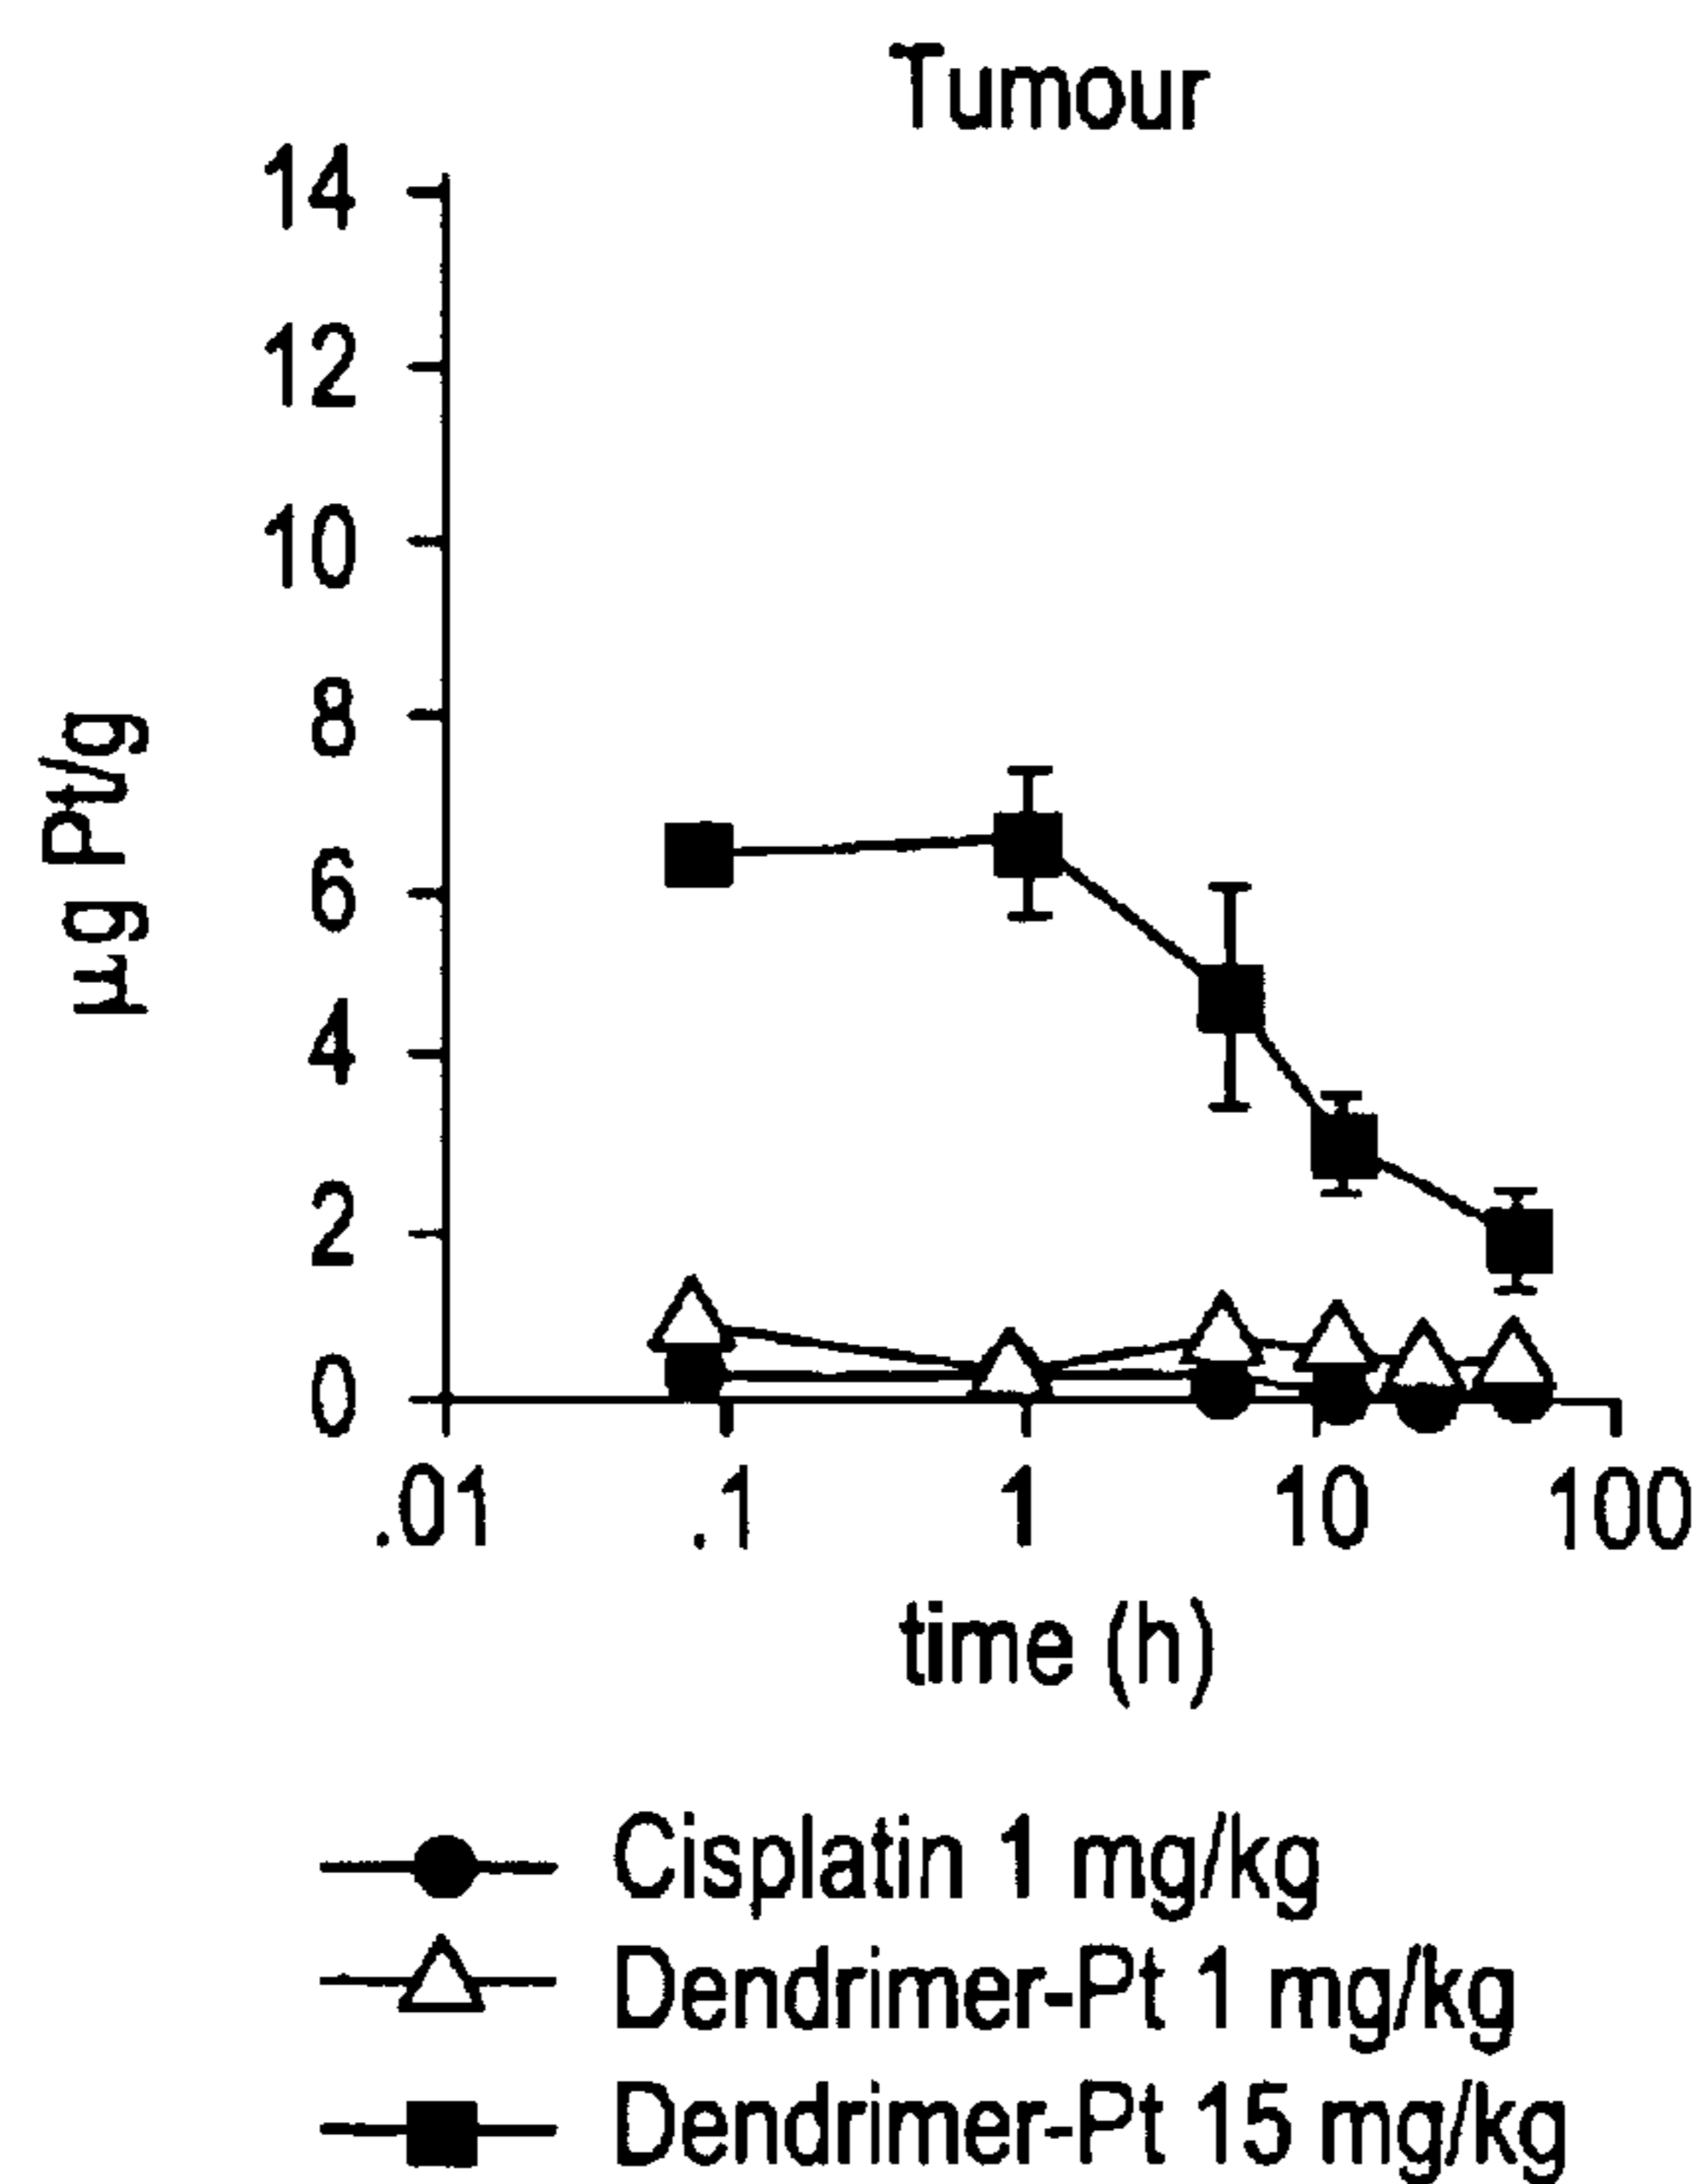 Tumour
14
12
10
8
6
4
2
0
µg Pt/g
.01 .1 1 10 100
time (h)
Cisplatin 1 mg/kg
Dendrimer-Pt 1 mg/kg
Dendrimer-Pt 15 mg/kg